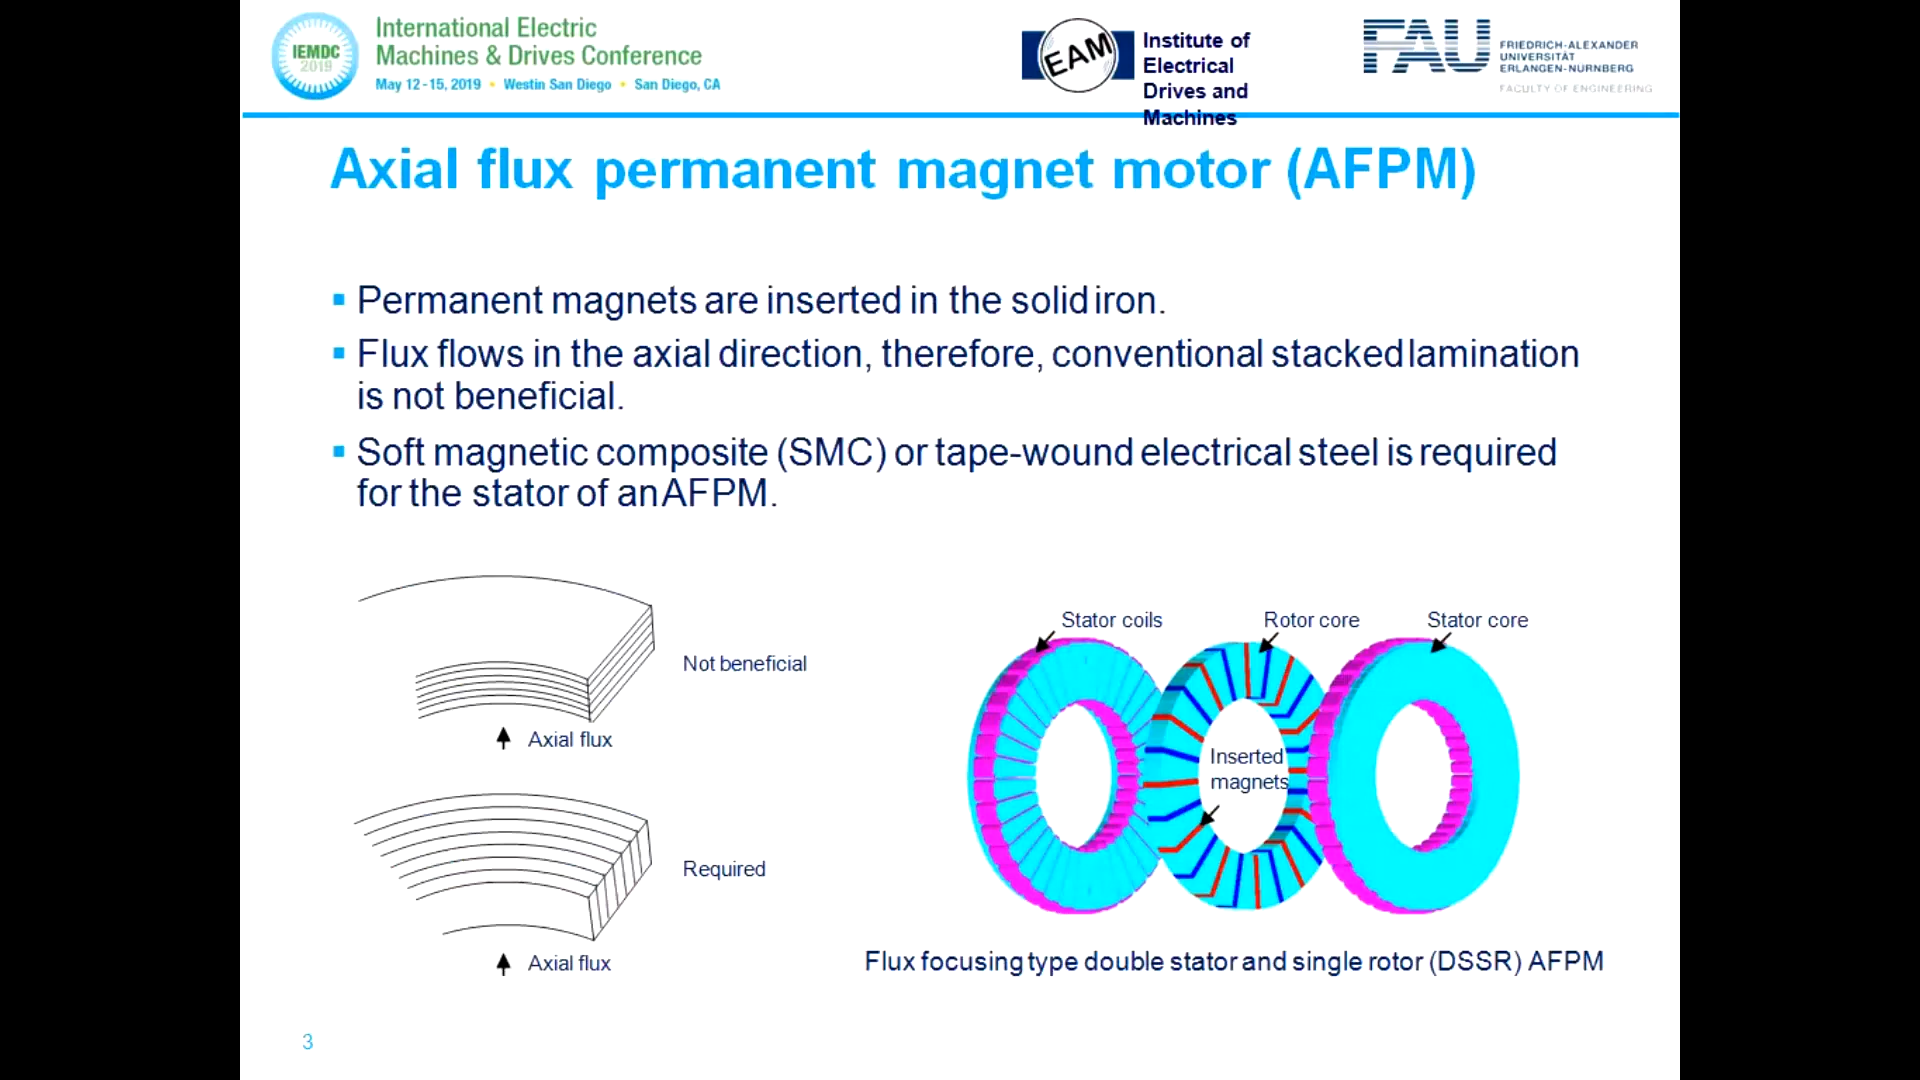 International Electric
Machines & Drives Conference
May 12-15, 2019 • Westin San Diego • San Diego, CA
IEMDC
2019
EAM
Institute of
Electrical
Drives and
Machines
FAU
FRIEDRICH-ALEXANDER
UNIVERSITÄT
ERLANGEN-NÜRNBERG
FACULTY OF ENGINEERING
Axial flux permanent magnet motor (AFPM)
▪ Permanent magnets are inserted in the solid iron.
▪ Flux flows in the axial direction, therefore, conventional stacked lamination
is not beneficial.
▪ Soft magnetic composite (SMC) or tape-wound electrical steel is required
for the stator of an AFPM.
Not beneficial
Axial flux
Required
Axial flux
Stator coils
Rotor core
Stator core
Inserted
magnets
Flux focusing type double stator and single rotor (DSSR) AFPM
3